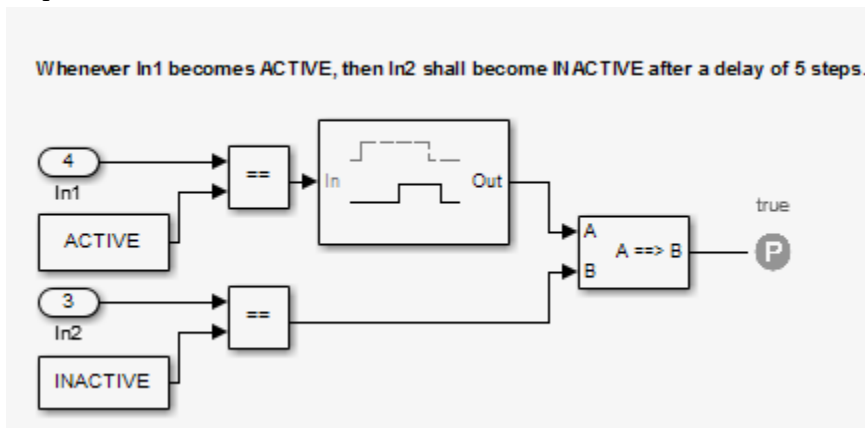 Whenever In1 becomes ACTIVE, then In2 shall become INACTIVE after a delay of 5 steps.
4
In1
==
In
Out
ACTIVE
true
A
A ==> B
B
P
3
In2
==
INACTIVE